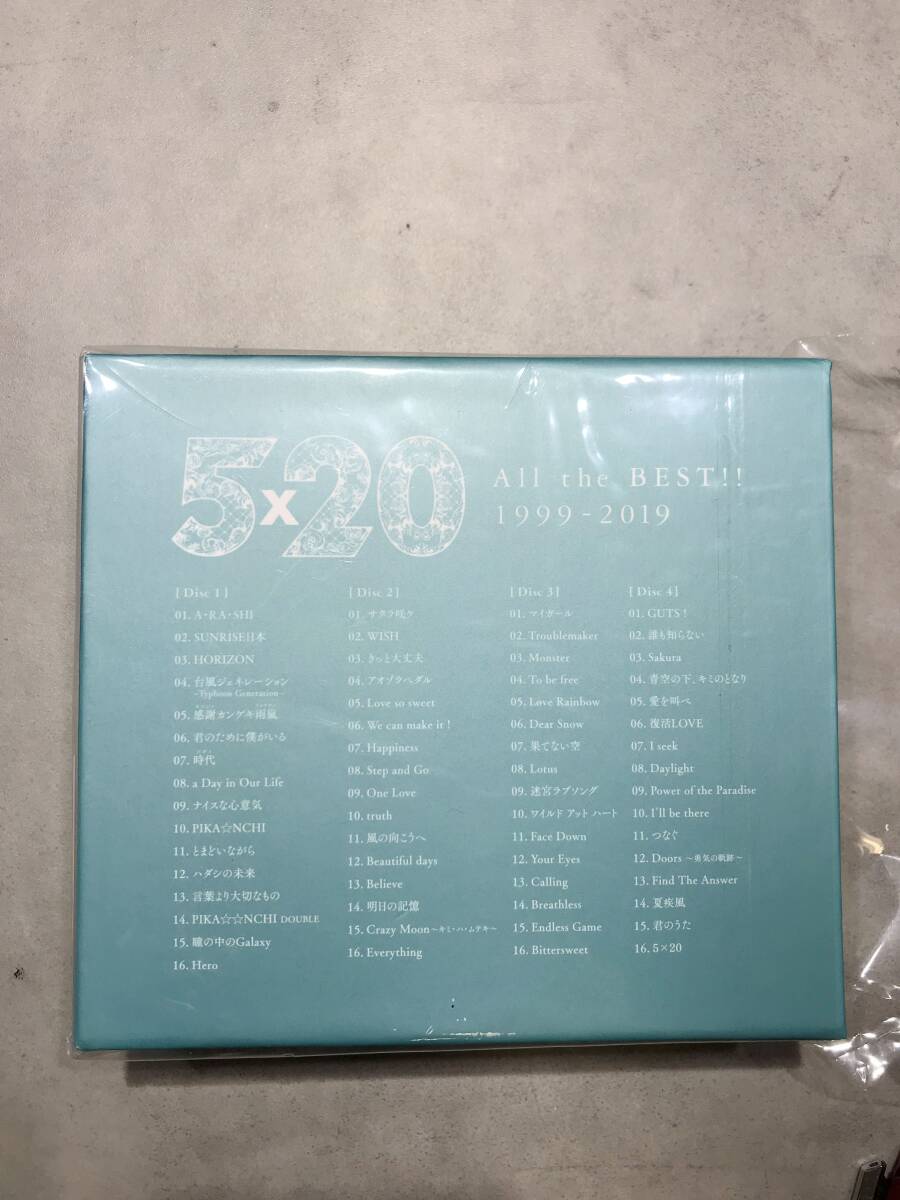 5×20
All the BEST!!
1999-2019
[Disc 1]
01. A・RA・SHI
02. SUNRISE日本
03. HORIZON
04. 台風ジェネレーション
-Typhoon Generation-
05. 感謝カンゲキ雨嵐
06. 君のために僕がいる
07. 時代
08. a Day in Our Life
09. ナイスな心意気
10. PIKA☆NCHI
11. とまどいながら
12. ハダシの未来
13. 言葉より大切なもの
14. PIKA☆☆NCHI DOUBLE
15. 瞳の中のGalaxy
16. Hero
[Disc 2]
01. サクラ咲ケ
02. WISH
03. きっと大丈夫
04. アオゾラペダル
05. Love so sweet
06. We can make it!
07. Happiness
08. Step and Go
09. One Love
10. truth
11. 風の向こうへ
12. Beautiful days
13. Believe
14. 明日の記憶
15. Crazy Moon～キミ・ハ・ムテキ～
16. Everything
[Disc 3]
01. マイガール
02. Troublemaker
03. Monster
04. To be free
05. Love Rainbow
06. Dear Snow
07. 果てない空
08. Lotus
09. 迷宮ラブソング
10. ワイルド アット ハート
11. Face Down
12. Your Eyes
13. Calling
14. Breathless
15. Endless Game
16. Bittersweet
[Disc 4]
01. GUTS!
02. 誰も知らない
03. Sakura
04. 青空の下、キミのとなり
05. 愛を叫べ
06. 復活LOVE
07. I seek
08. Daylight
09. Power of the Paradise
10. I'll be there
11. つなぐ
12. Doors ～勇気の軌跡～
13. Find The Answer
14. 夏疾風
15. 君のうた
16. 5×20